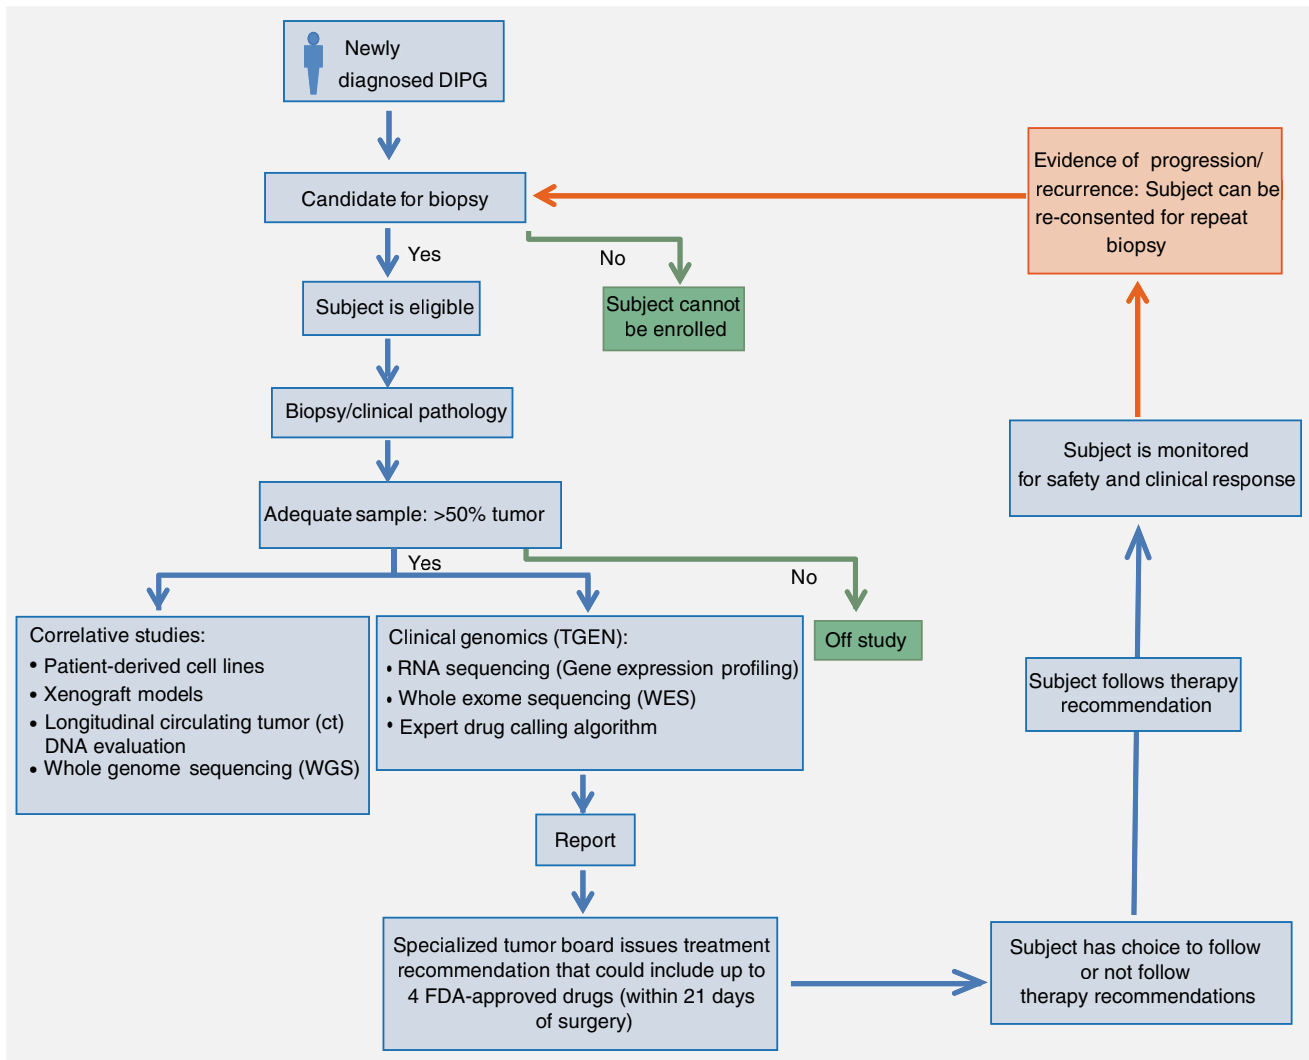 Newly
diagnosed DIPG
Candidate for biopsy
Yes
No
Subject cannot
be enrolled
Subject is eligible
Biopsy/clinical pathology
Adequate sample: >50% tumor
Yes
No
Off study
Correlative studies:
• Patient-derived cell lines
• Xenograft models
• Longitudinal circulating tumor (ct)
DNA evaluation
• Whole genome sequencing (WGS)
Clinical genomics (TGEN):
• RNA sequencing (Gene expression profiling)
• Whole exome sequencing (WES)
• Expert drug calling algorithm
Report
Specialized tumor board issues treatment
recommendation that could include up to
4 FDA-approved drugs (within 21 days
of surgery)
Subject has choice to follow
or not follow
therapy recommendations
Subject follows therapy
recommendation
Subject is monitored
for safety and clinical response
Evidence of progression/
recurrence: Subject can be
re-consented for repeat
biopsy